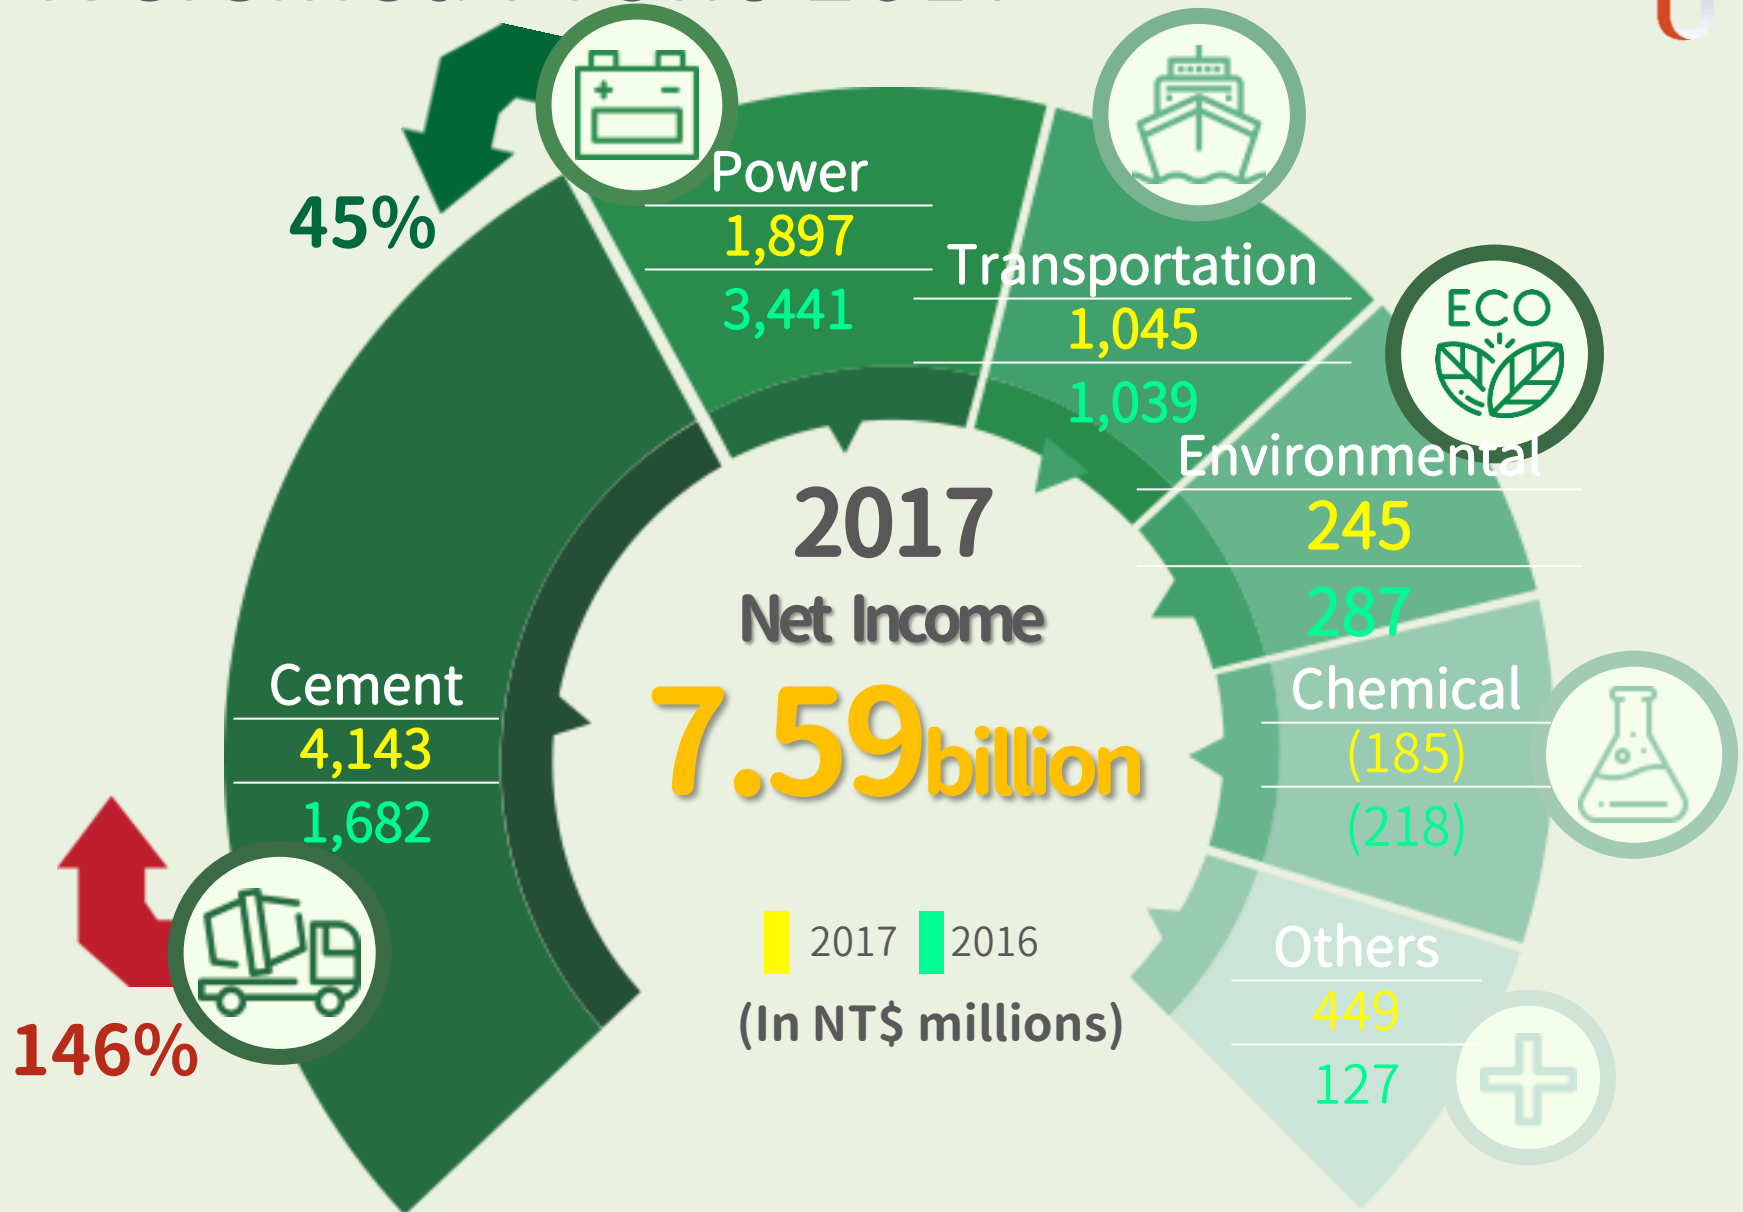 45%
Power
1,897
3,441
Transportation
1,045
1,039
ECO
Environmental
245
287
2017
Net Income
7.59billion
Cement
4,143
1,682
Chemical
(185)
(218)
146%
2017 2016
(In NT$ millions)
Others
449
127